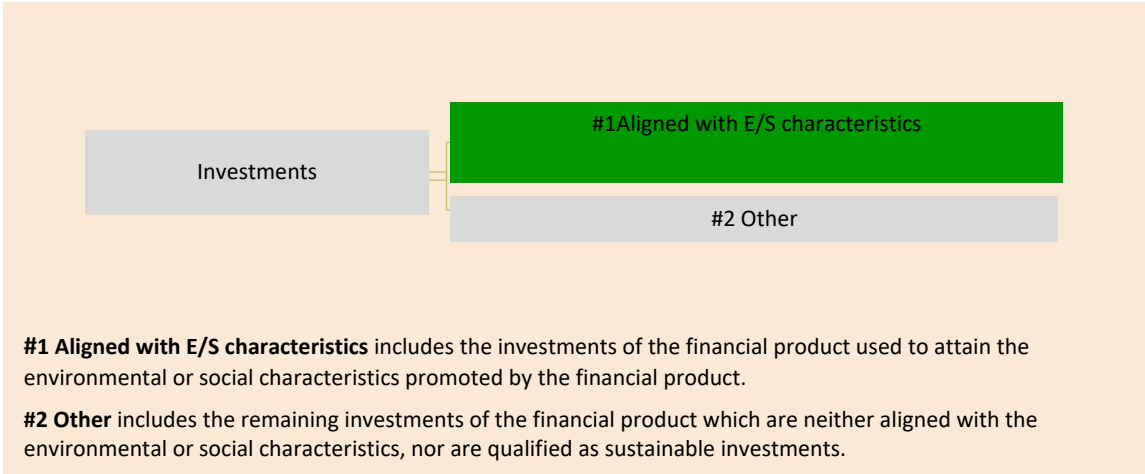 #1Aligned with E/S characteristics
Investments
#2 Other
#1 Aligned with E/S characteristics includes the investments of the financial product used to attain the
environmental or social characteristics promoted by the financial product.
#2 Other includes the remaining investments of the financial product which are neither aligned with the
environmental or social characteristics, nor are qualified as sustainable investments.